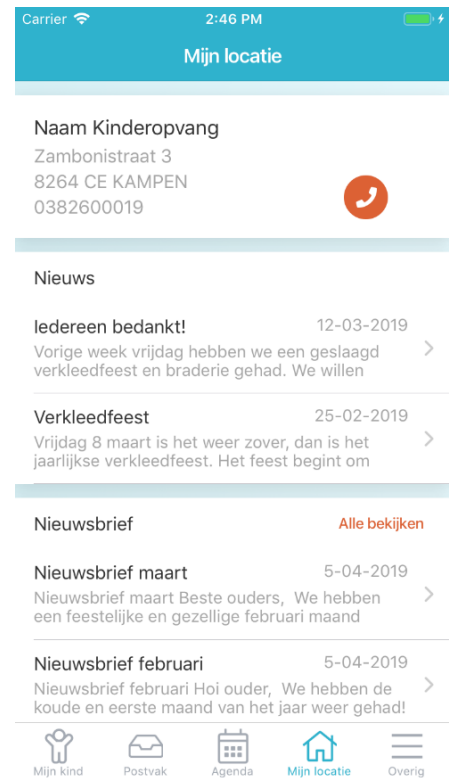 Carrier 2:46 PM
Mijn locatie
Naam Kinderopvang
Zambonistraat 3
8264 CE KAMPEN
0382600019
Nieuws
Iedereen bedankt! 12-03-2019
Vorige week vrijdag hebben we een geslaagd
verkleedfeest en braderie gehad. We willen
Verkleedfeest 25-02-2019
Vrijdag 8 maart is het weer zover, dan is het
jaarlijkse verkleedfeest. Het feest begint om
Nieuwsbrief Alle bekijken
Nieuwsbrief maart 5-04-2019
Nieuwsbrief maart Beste ouders, We hebben
een feestelijke en gezellige februari maand
Nieuwsbrief februari 5-04-2019
Nieuwsbrief februari Hoi ouder, We hebben de
koude en eerste maand van het jaar weer gehad!
Mijn kind Postvak Agenda Mijn locatie Overig